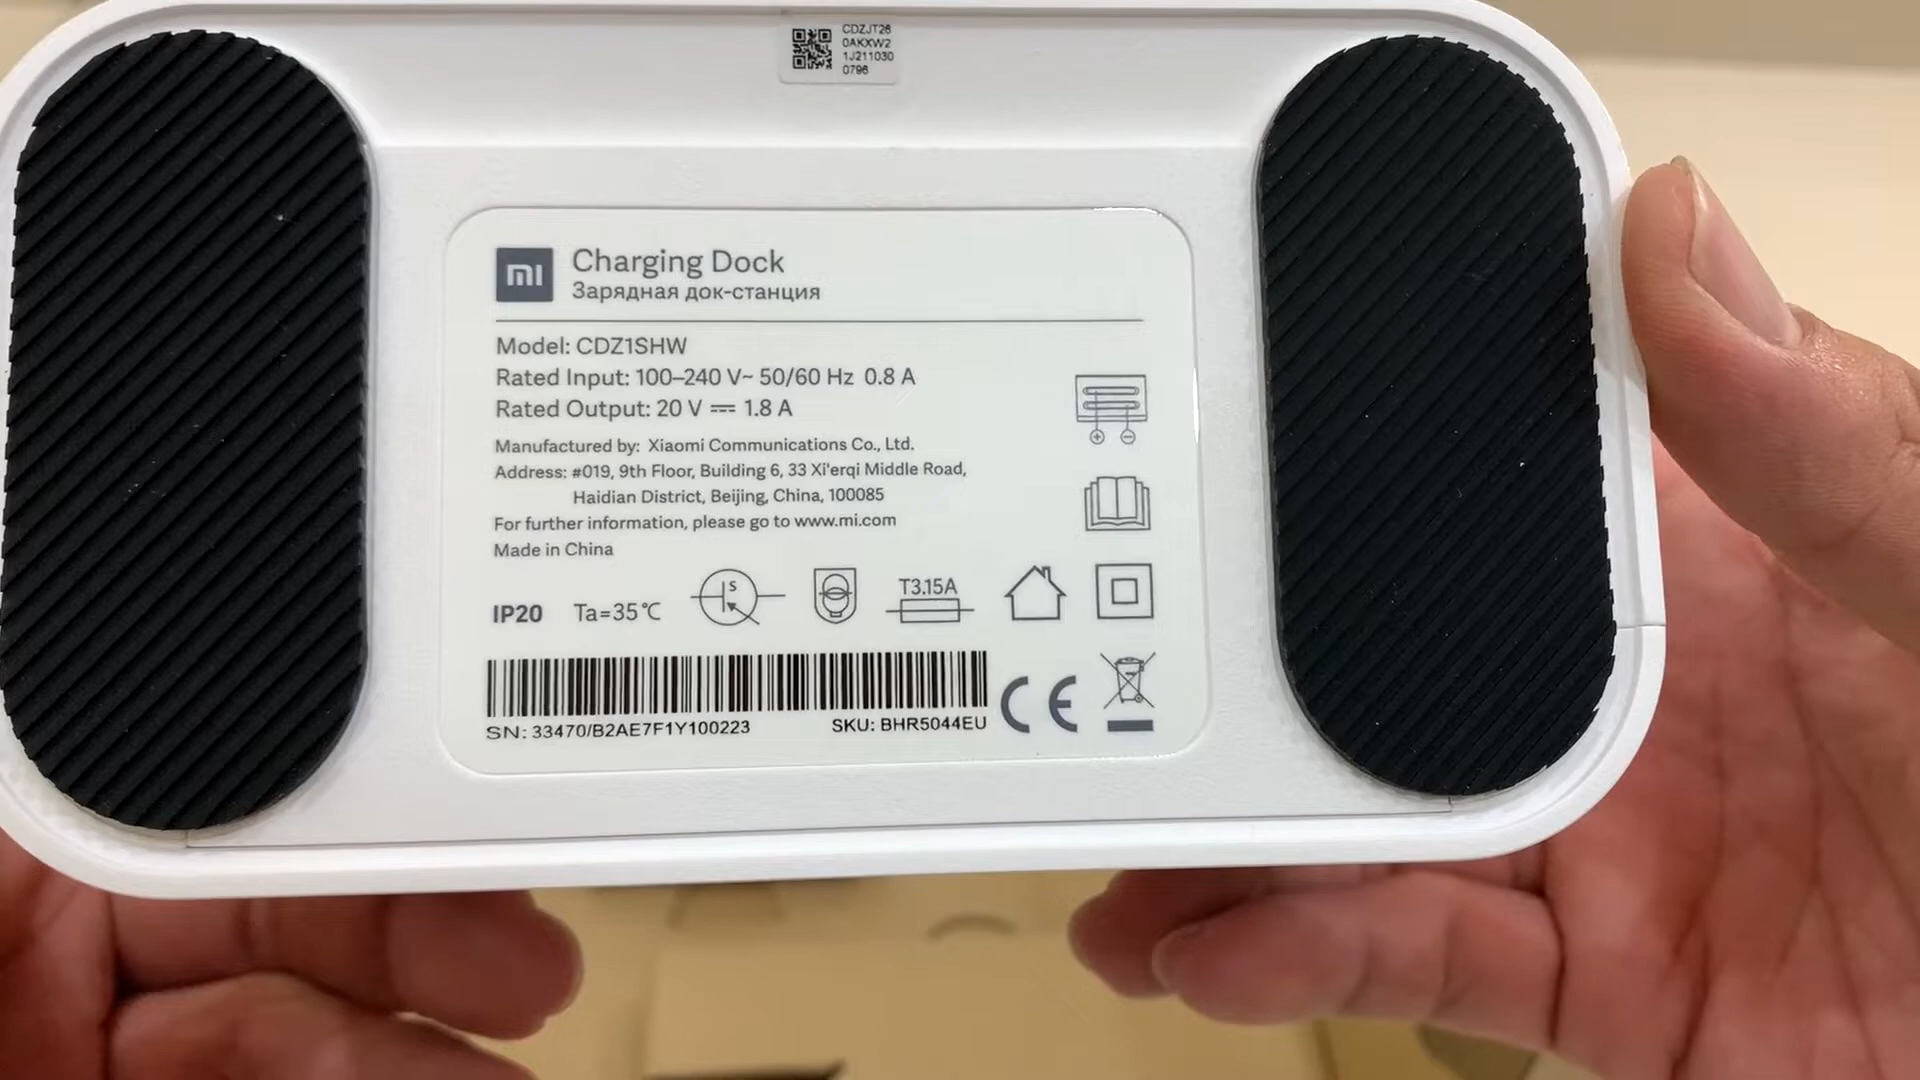 CDZJT26
0AKXW2
1J211030
0796
mi
Charging Dock
Зарядная док-станция
Model: CDZ1SHW
Rated Input: 100–240 V~ 50/60 Hz 0.8 A
Rated Output: 20 V ⎓ 1.8 A
Manufactured by: Xiaomi Communications Co., Ltd.
Address: #019, 9th Floor, Building 6, 33 Xi'erqi Middle Road,
Haidian District, Beijing, China, 100085
For further information, please go to www.mi.com
Made in China
IP20 Ta=35℃ S T3.15A
SN: 33470/B2AE7F1Y100223 SKU: BHR5044EU CE